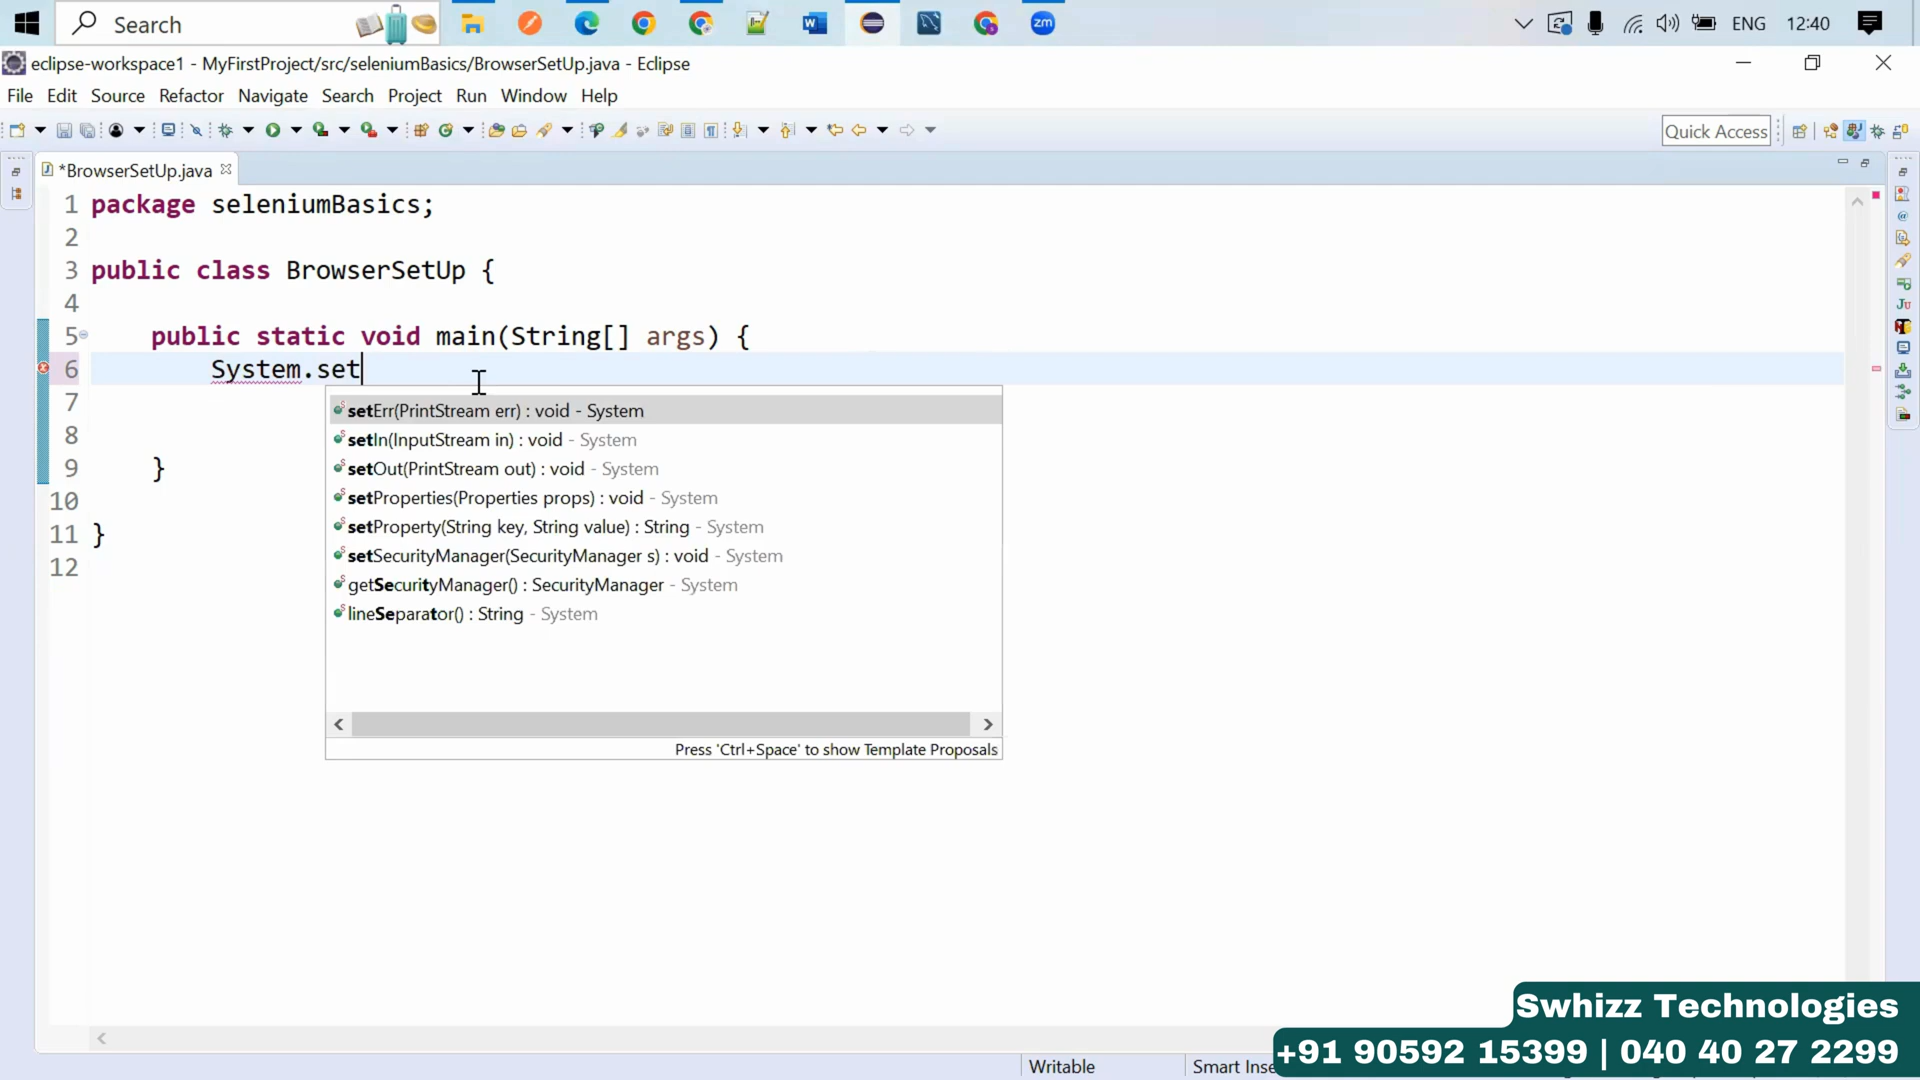 Search
ENG 12:40
eclipse-workspace1 - MyFirstProject/src/seleniumBasics/BrowserSetUp.java - Eclipse
File Edit Source Refactor Navigate Search Project Run Window Help
Quick Access
*BrowserSetUp.java
1 package seleniumBasics;
2
3 public class BrowserSetUp {
4
5 public static void main(String[] args) {
6 System.set
setErr(PrintStream err) : void - System
7
setIn(InputStream in) : void - System
8
setOut(PrintStream out) : void - System
9 }
setProperties(Properties props) : void - System
10
setProperty(String key, String value) : String - System
11 }
setSecurityManager(SecurityManager s) : void - System
12
getSecurityManager() : SecurityManager - System
lineSeparator() : String - System
Press 'Ctrl+Space' to show Template Proposals
Swhizz Technologies
+91 90592 15399 | 040 40 27 2299
Writable Smart Inse